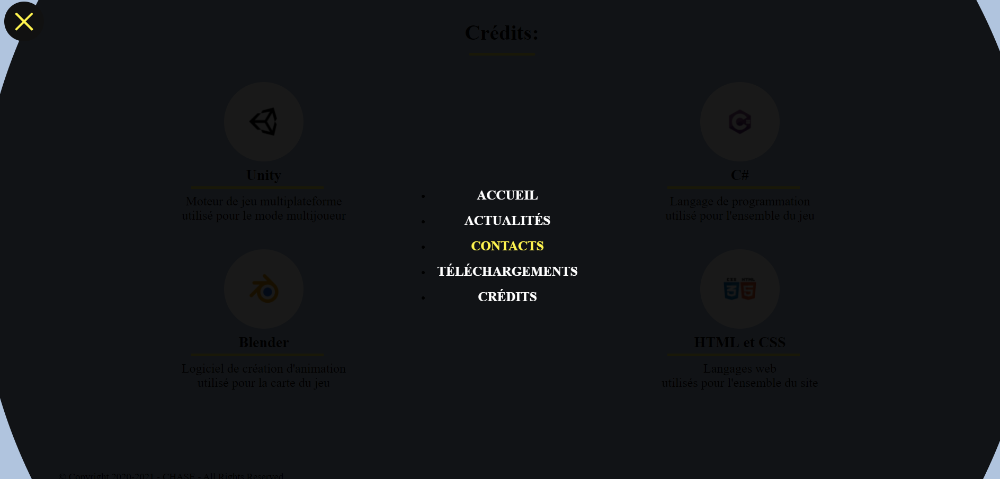 Crédits:
Unity
Moteur de jeu multiplateforme
utilisé pour le mode multijoueur
C#
Langage de programmation
utilisé pour l'ensemble du jeu
ACCUEIL
ACTUALITÉS
CONTACTS
TÉLÉCHARGEMENTS
CRÉDITS
Blender
Logiciel de création d'animation
utilisé pour la carte du jeu
CSS HTML
3 5
HTML et CSS
Langages web
utilisés pour l'ensemble du site
© Copyright 2020-2021 - CHASE - All Rights Reserved